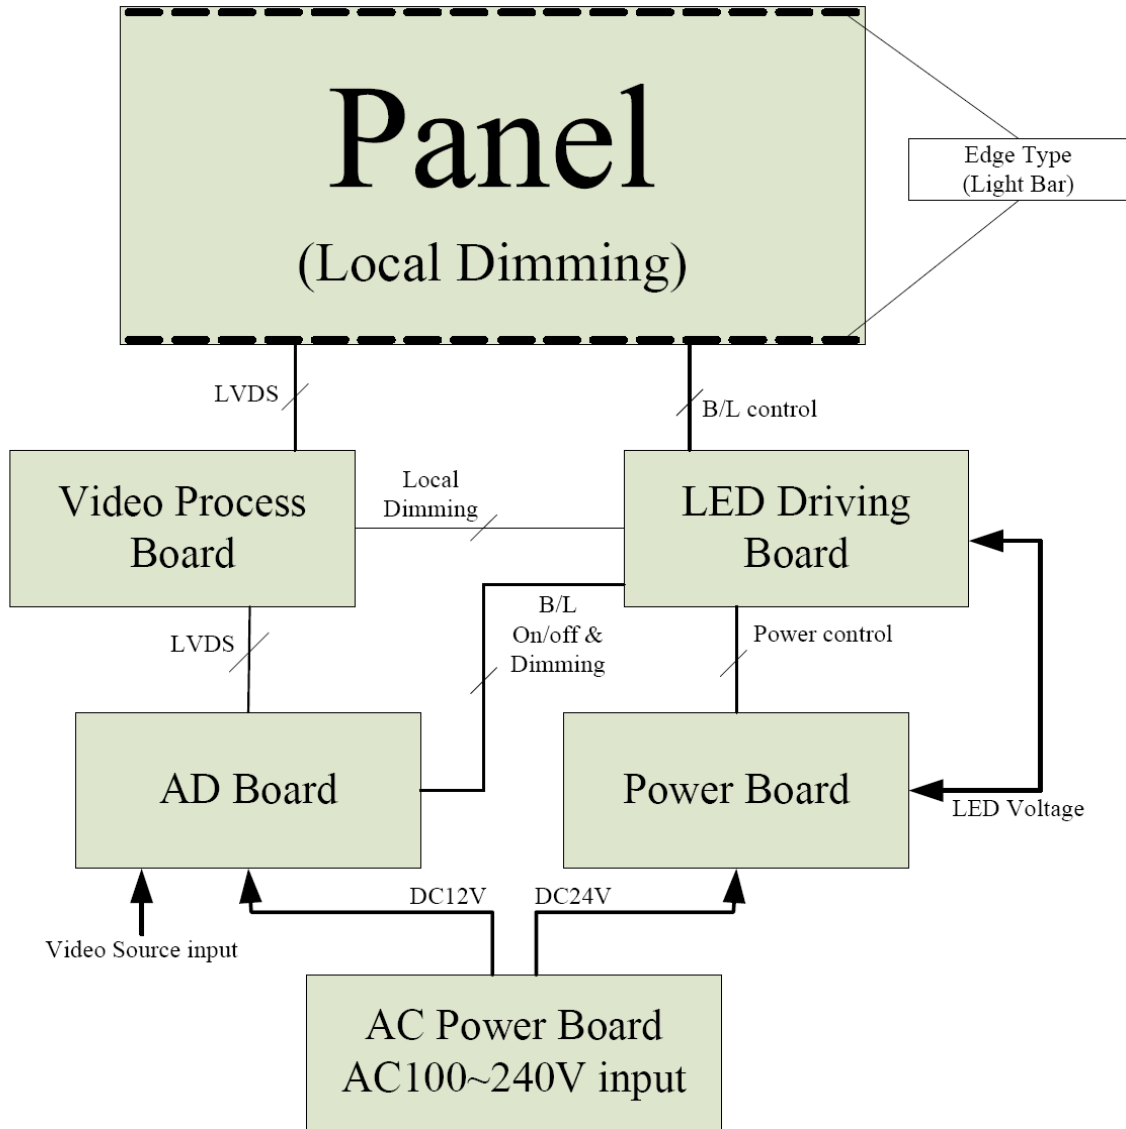 Panel
(Local Dimming)
Edge Type
(Light Bar)
LVDS
B/L control
Video Process
Board
Local
Dimming
LED Driving
Board
LVDS
B/L
On/off &
Dimming
Power control
AD Board
Power Board
LED Voltage
DC12V
DC24V
Video Source input
AC Power Board
AC100~240V input